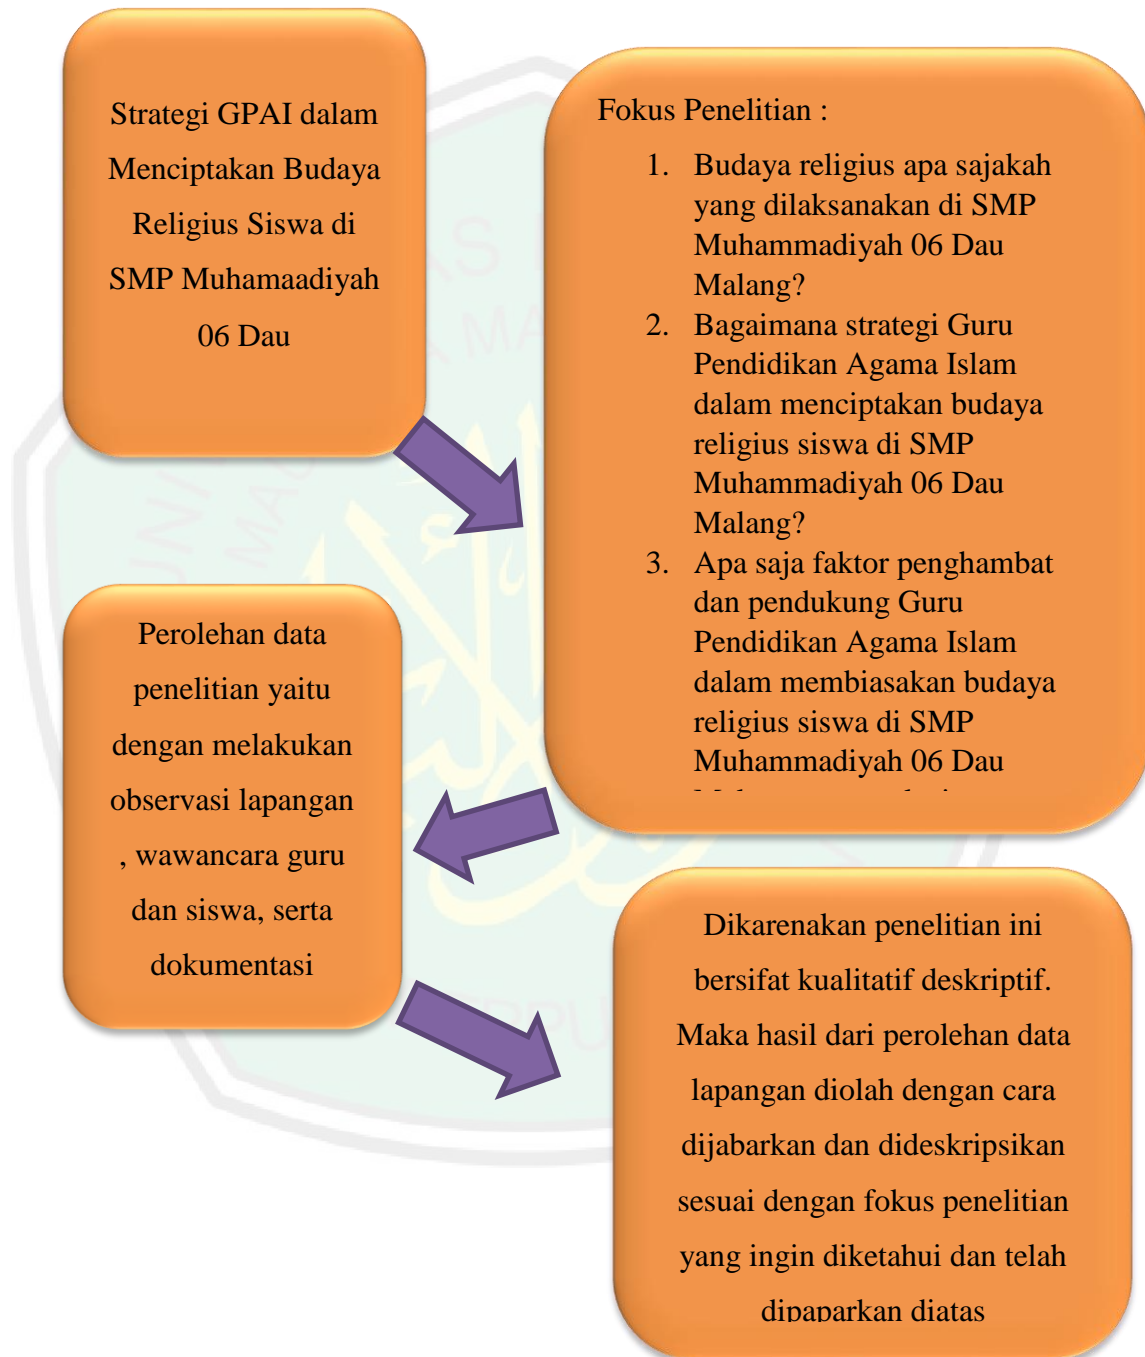 Strategi GPAI dalam
Menciptakan Budaya
Religius Siswa di
SMP Muhamaadiyah
06 Dau
Fokus Penelitian :
1. Budaya religius apa sajakah
yang dilaksanakan di SMP
Muhammadiyah 06 Dau
Malang?
2. Bagaimana strategi Guru
Pendidikan Agama Islam
dalam menciptakan budaya
religius siswa di SMP
Muhammadiyah 06 Dau
Malang?
3. Apa saja faktor penghambat
dan pendukung Guru
Pendidikan Agama Islam
dalam membiasakan budaya
religius siswa di SMP
Muhammadiyah 06 Dau
Perolehan data
penelitian yaitu
dengan melakukan
observasi lapangan
, wawancara guru
dan siswa, serta
dokumentasi
Dikarenakan penelitian ini
bersifat kualitatif deskriptif.
Maka hasil dari perolehan data
lapangan diolah dengan cara
dijabarkan dan dideskripsikan
sesuai dengan fokus penelitian
yang ingin diketahui dan telah
dipaparkan diatas